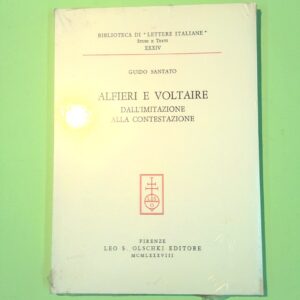 BIBLIOTECA DI "LETTERE ITALIANE"
STUDI E TESTI
XXXIV
GUIDO SANTATO
ALFIERI E VOLTAIRE
DALL'IMITAZIONE
ALLA CONTESTAZIONE
FIRENZE
LEO S. OLSCHKI EDITORE
MCMLXXXVIII